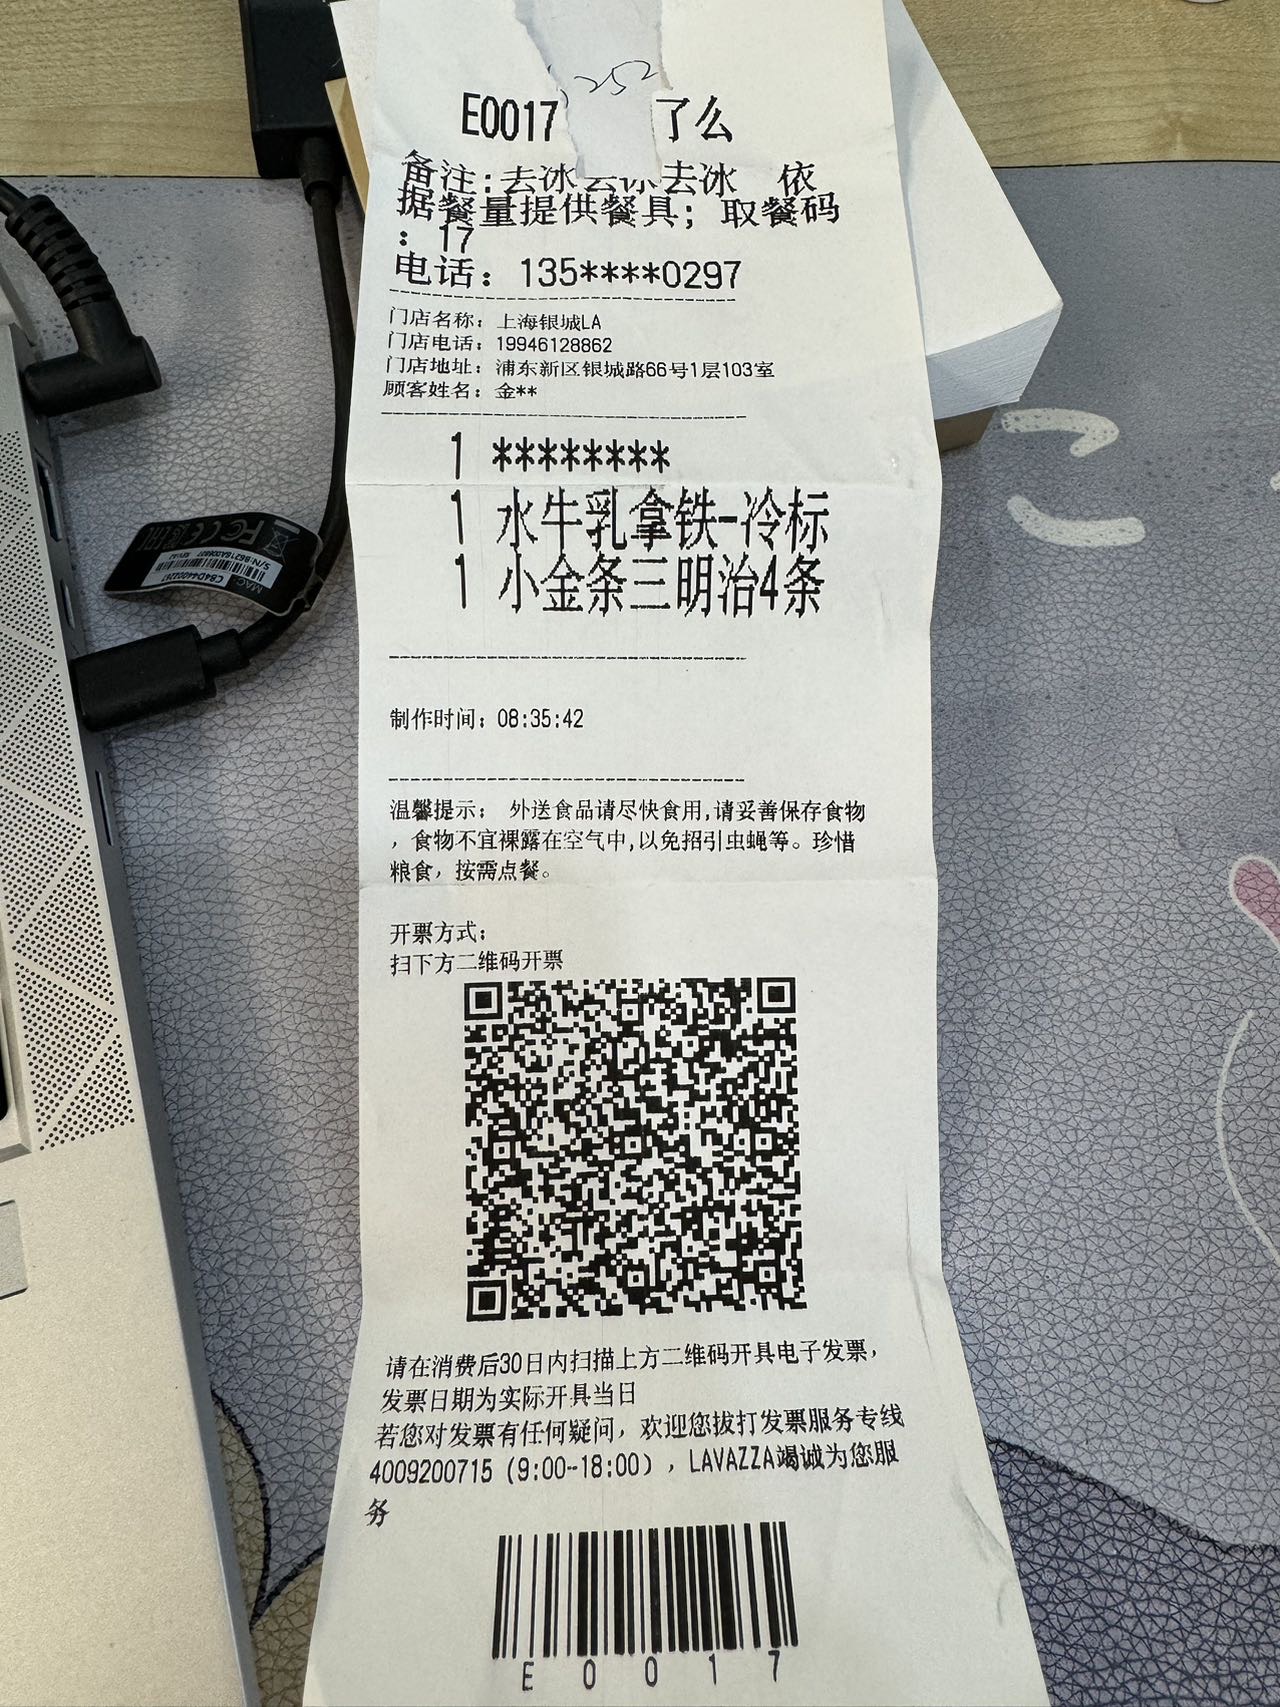 252
E0017 了么
备注:去冰去冰去冰 依
据餐量提供餐具; 取餐码
: 17
电话: 135****0297
门店名称: 上海银城LA
门店电话: 19946128862
门店地址: 浦东新区银城路66号1层103室
顾客姓名: 金**
1 ********
1 水牛乳拿铁-冷标
1 小金条三明治4条
制作时间: 08:35:42
温馨提示: 外送食品请尽快食用,请妥善保存食物
, 食物不宜裸露在空气中,以免招引虫蝇等。珍惜
粮食, 按需点餐。
开票方式:
扫下方二维码开票
请在消费后30日内扫描上方二维码开具电子发票,
发票日期为实际开具当日
若您对发票有任何疑问, 欢迎您拔打发票服务专线
4009200715 (9:00-18:00) , LAVAZZA竭诚为您服
务
E0017
FC CE
MAC:
CB4D44002297